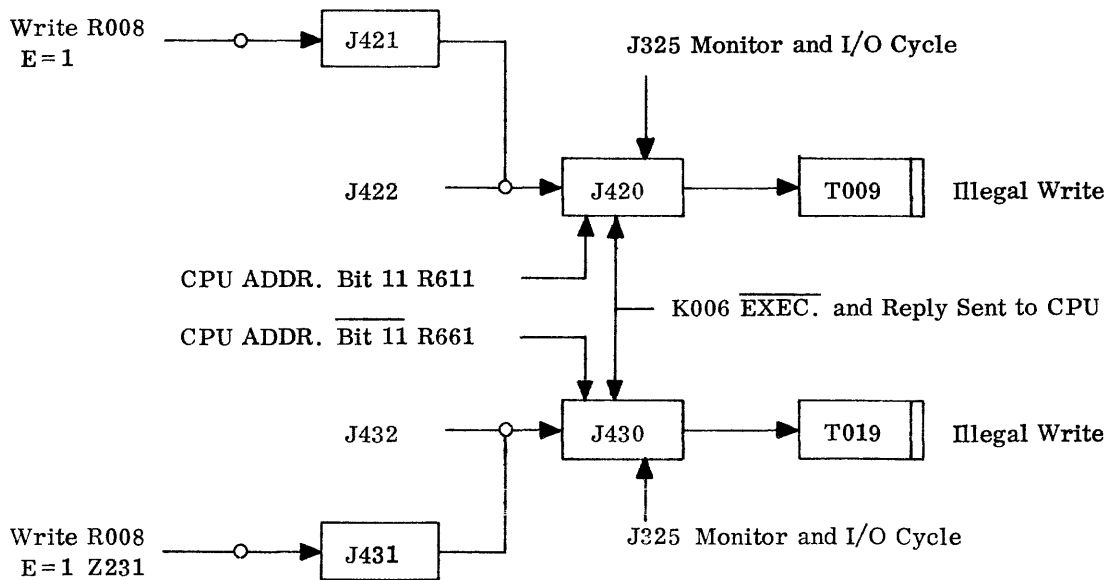 Write R008
E=1
J421
J325 Monitor and I/O Cycle
J422
J420
T009
Illegal Write
CPU ADDR. Bit 11 R611
K006 EXEC. and Reply Sent to CPU
CPU ADDR. Bit 11 R661
J432
J430
T019
Illegal Write
Write R008
E=1 Z231
J431
J325 Monitor and I/O Cycle